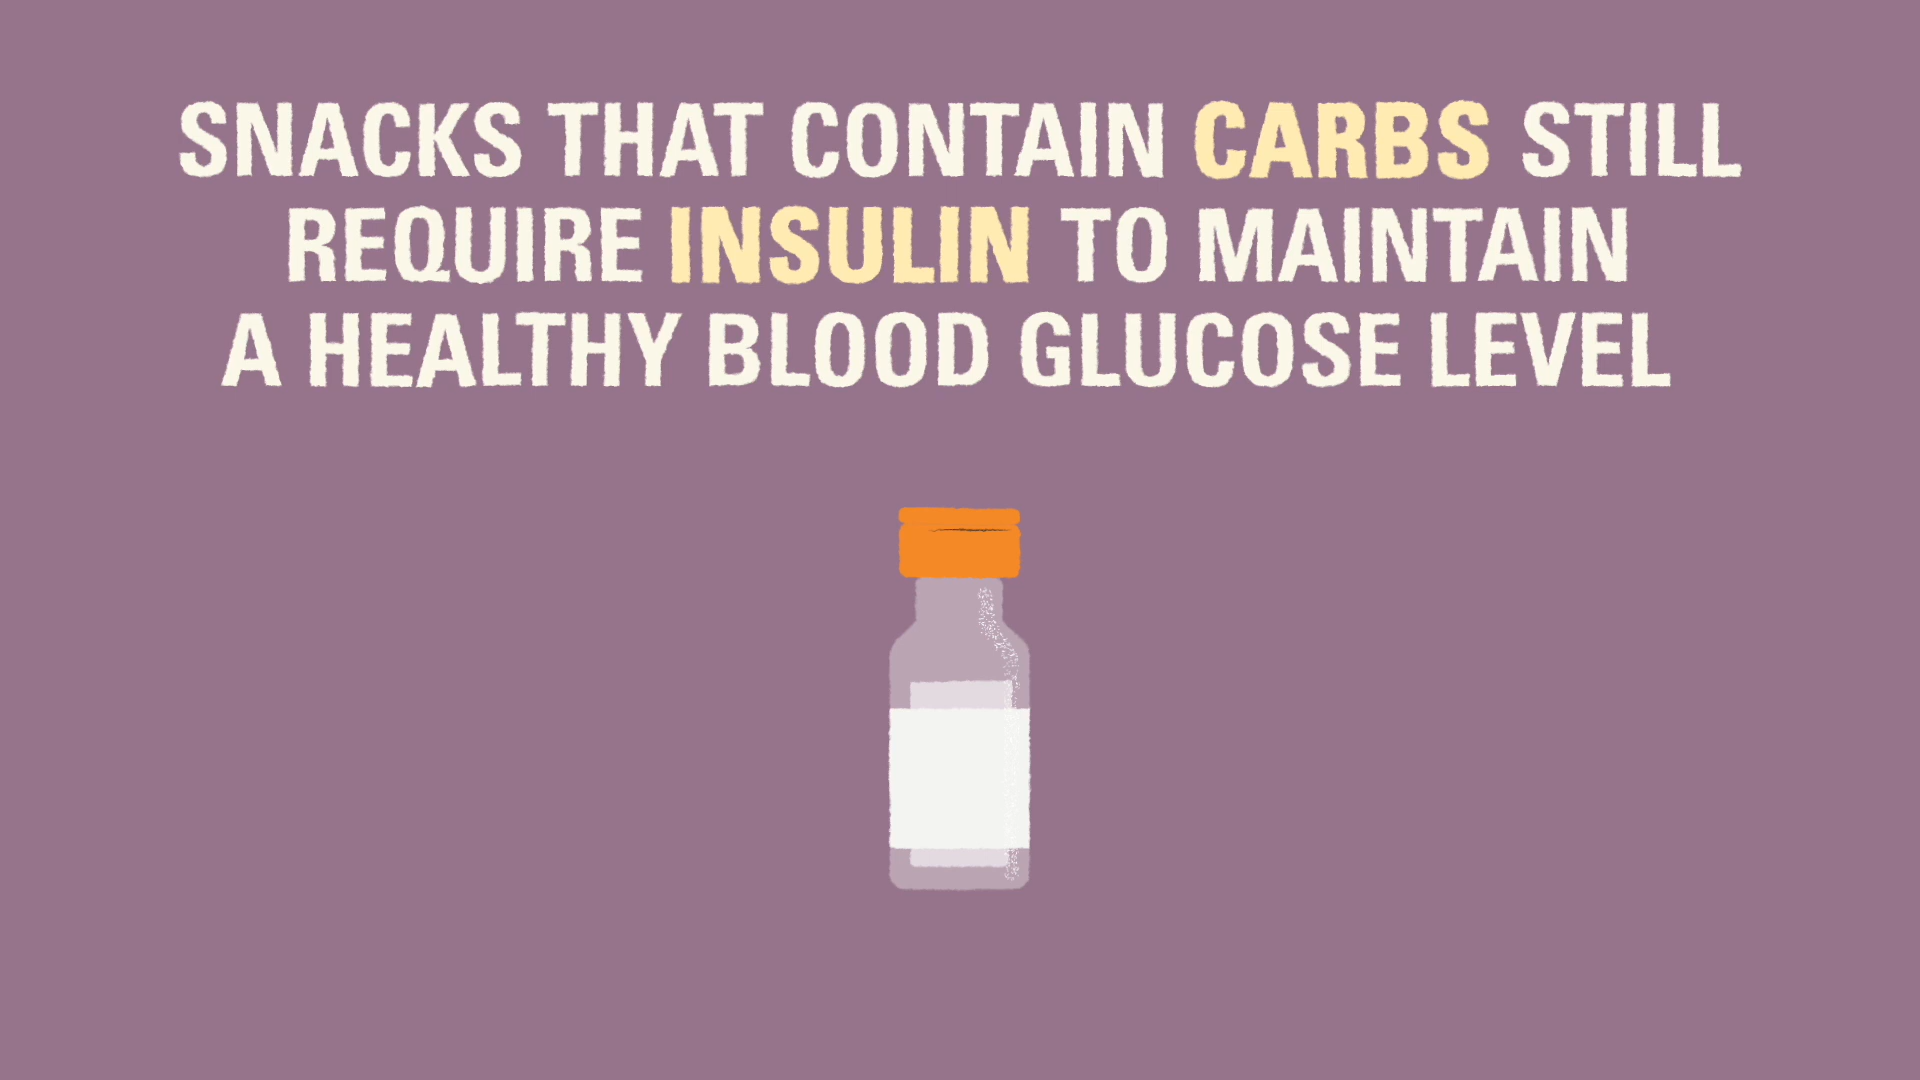 SNACKS THAT CONTAIN CARBS STILL
REQUIRE INSULIN TO MAINTAIN
A HEALTHY BLOOD GLUCOSE LEVEL